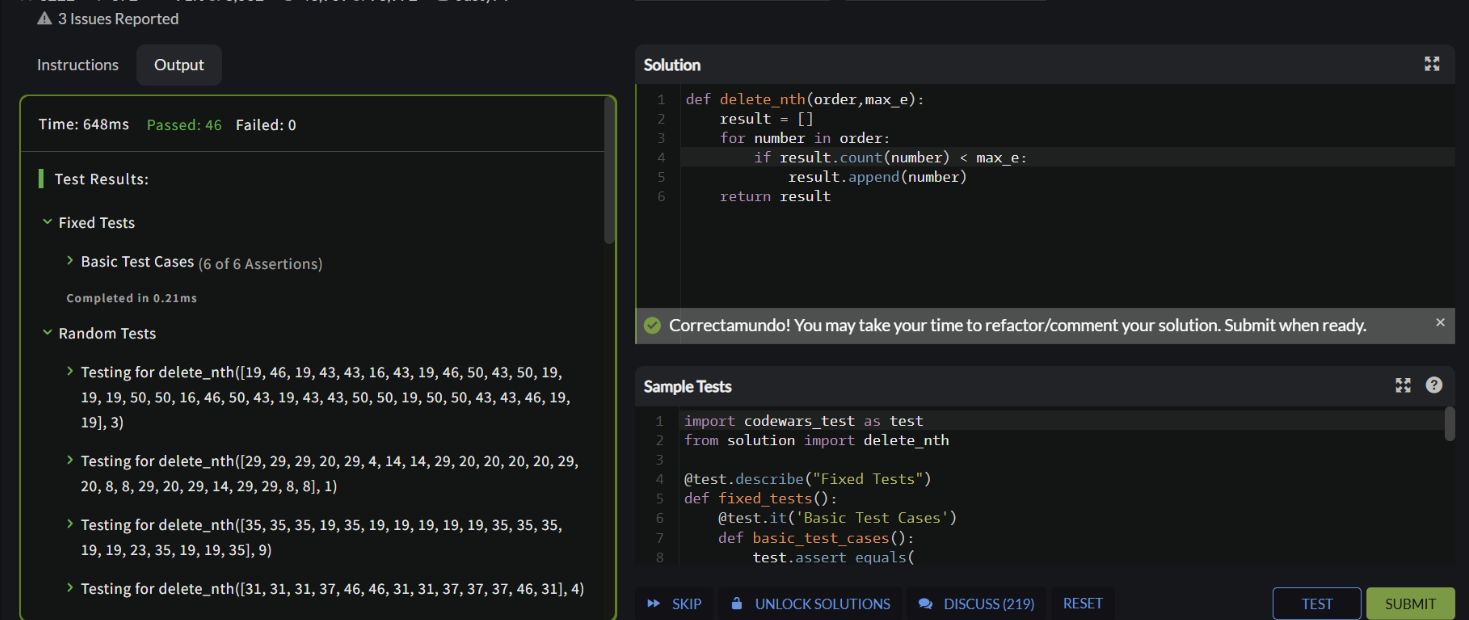 3 Issues Reported
Instructions
Output
Time: 648ms Passed: 46 Failed: 0
Test Results:
Fixed Tests
Basic Test Cases (6 of 6 Assertions)
Completed in 0.21ms
Random Tests
Testing for delete_nth([19, 46, 19, 43, 43, 16, 43, 19, 46, 50, 43, 50, 19,
19, 19, 50, 50, 16, 46, 50, 43, 19, 43, 43, 50, 50, 19, 50, 50, 43, 43, 46, 19,
19], 3)
Testing for delete_nth([29, 29, 29, 20, 29, 4, 14, 14, 29, 20, 20, 20, 20, 29,
20, 8, 8, 29, 20, 29, 14, 29, 29, 8, 8], 1)
Testing for delete_nth([35, 35, 35, 19, 35, 19, 19, 19, 19, 19, 35, 35, 35,
19, 19, 23, 35, 19, 19, 35], 9)
Testing for delete_nth([31, 31, 31, 37, 46, 46, 31, 31, 37, 37, 37, 46, 31], 4)
Solution
1 def delete_nth(order,max_e):
2     result = []
3     for number in order:
4         if result.count(number) < max_e:
5             result.append(number)
6     return result
Correctamundo! You may take your time to refactor/comment your solution. Submit when ready. ×
Sample Tests ?
1 import codewars_test as test
2 from solution import delete_nth
3
4 @test.describe("Fixed Tests")
5 def fixed_tests():
6     @test.it('Basic Test Cases')
7     def basic_test_cases():
8         test.assert_equals(
SKIP
UNLOCK SOLUTIONS
DISCUSS (219)
RESET
TEST
SUBMIT